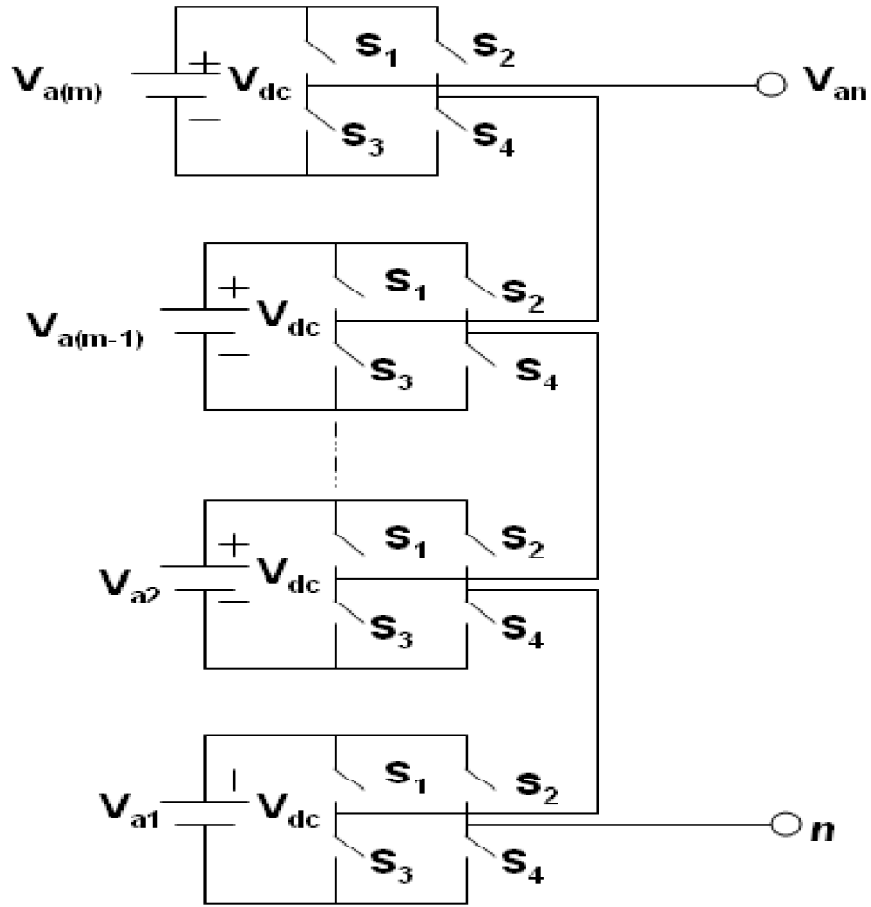 Va(m) + Vdc S1 S2 Van
− S3 S4
Va(m-1) + Vdc S1 S2
− S3 S4
Va2 + Vdc S1 S2
− S3 S4
Va1 Vdc S1 S2
S3 S4 n